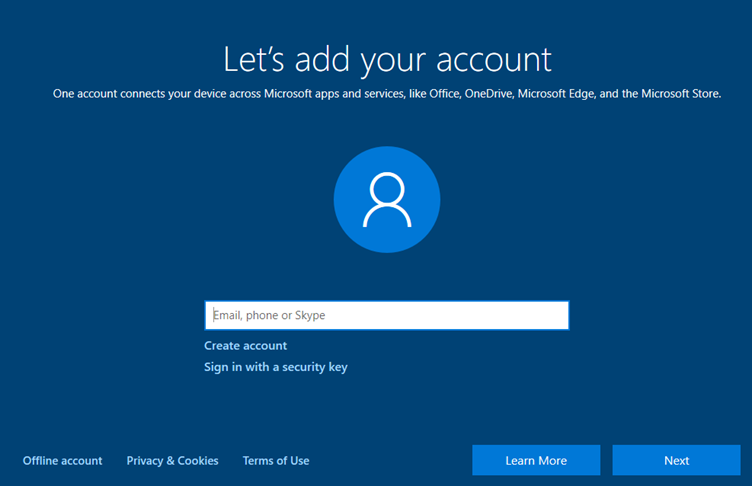 Let’s add your account
One account connects your device across Microsoft apps and services, like Office, OneDrive, Microsoft Edge, and the Microsoft Store.
Email, phone or Skype
Create account
Sign in with a security key
Offline account Privacy & Cookies Terms of Use Learn More Next